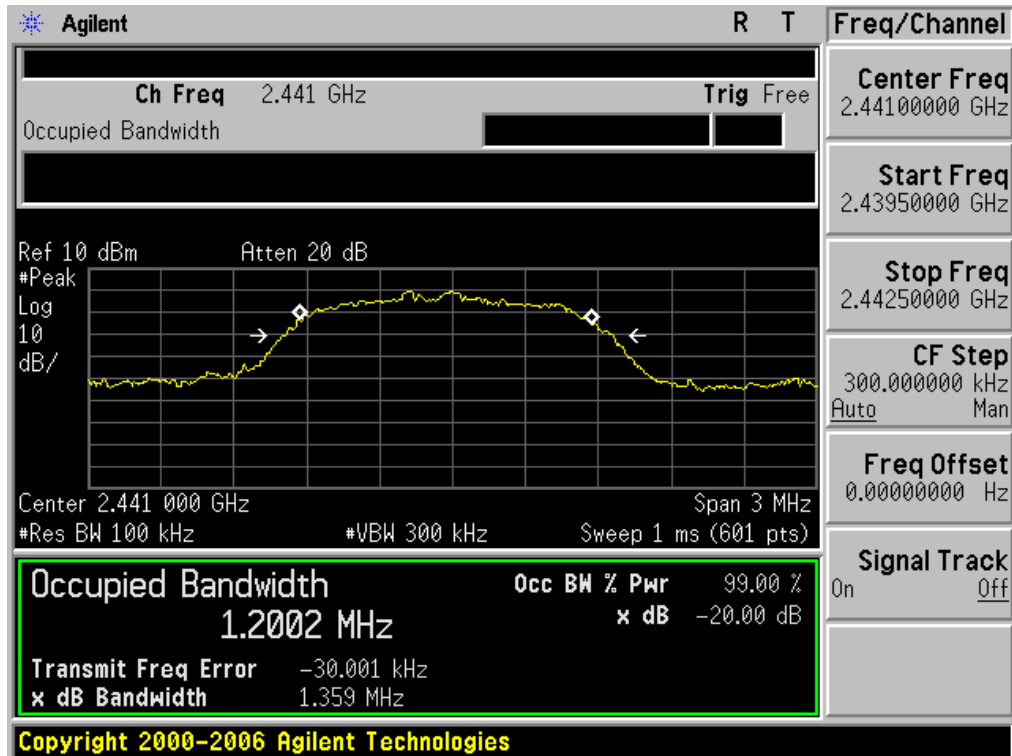 Agilent R T
Ch Freq 2.441 GHz Trig Free
Occupied Bandwidth
Ref 10 dBm Atten 20 dB
#Peak
Log
10
dB/
Center 2.441 000 GHz Span 3 MHz
#Res BW 100 kHz #VBW 300 kHz Sweep 1 ms (601 pts)
Occupied Bandwidth
1.2002 MHz
Occ BW % Pwr 99.00 %
x dB -20.00 dB
Transmit Freq Error -30.001 kHz
x dB Bandwidth 1.359 MHz
Copyright 2000-2006 Agilent Technologies
Freq/Channel
Center Freq
2.44100000 GHz
Start Freq
2.43950000 GHz
Stop Freq
2.44250000 GHz
CF Step
300.000000 kHz
Auto Man
Freq Offset
0.00000000 Hz
Signal Track
On Off